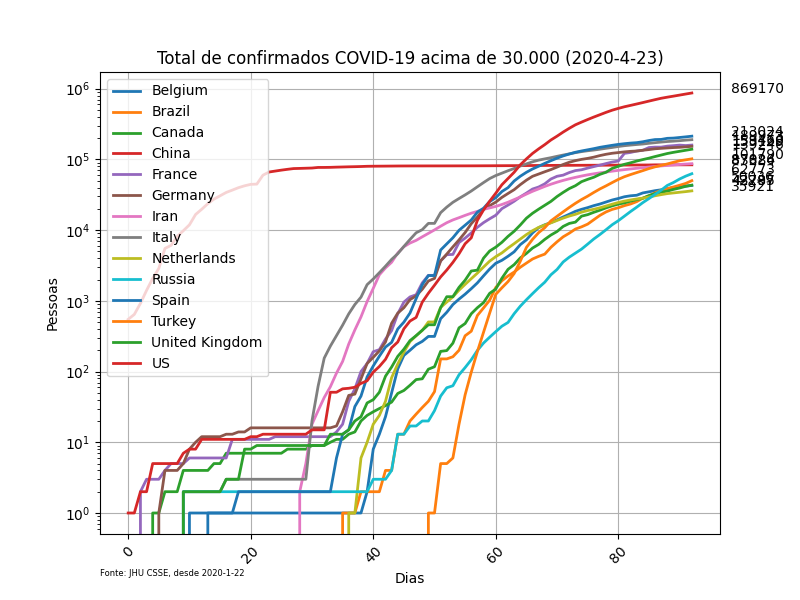 Total de confirmados COVID-19 acima de 30.000 (2020-4-23)
10^6
10^5
10^4
10^3
10^2
10^1
10^0
Pessoas
Belgium
Brazil
Canada
China
France
Germany
Iran
Italy
Netherlands
Russia
Spain
Turkey
United Kingdom
US
869170
213024
62773
35921
0
20
40
60
80
Dias
Fonte: JHU CSSE, desde 2020-1-22